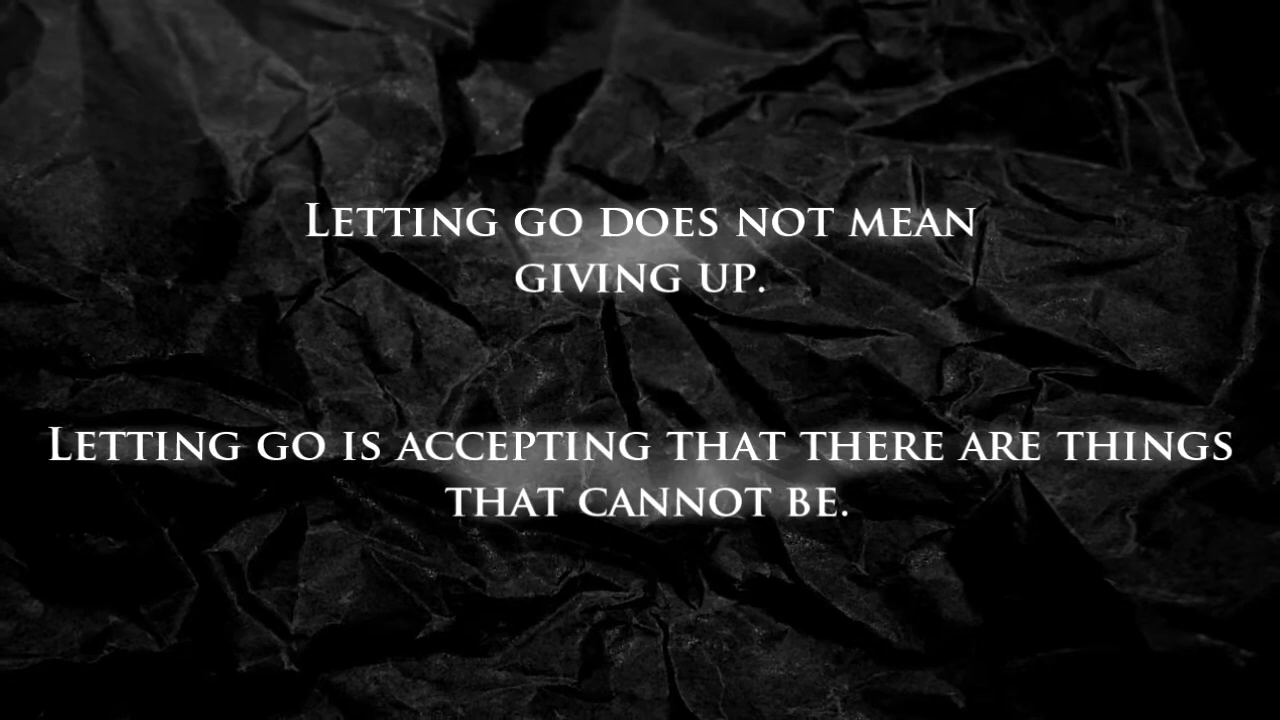 Letting go does not mean
giving up.
Letting go is accepting that there are things
that cannot be.